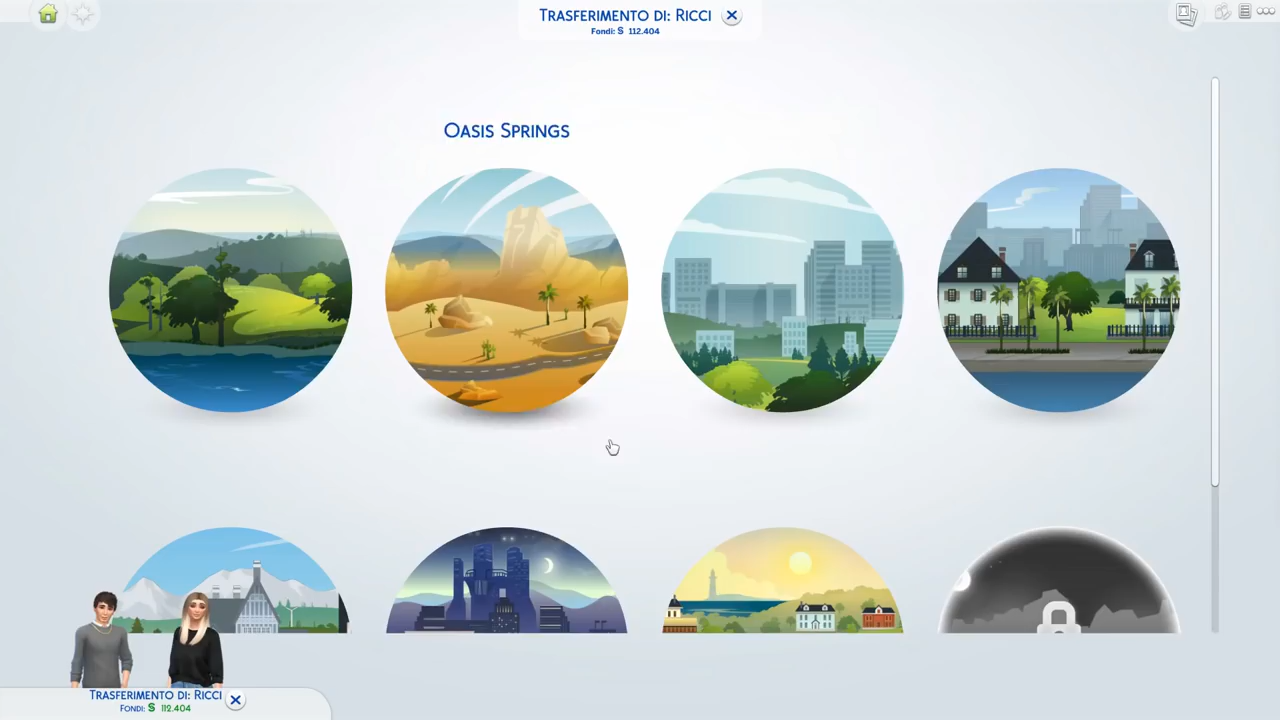 Trasferimento di: Ricci
Fondi: § 112.404
Oasis Springs
Trasferimento di: Ricci
Fondi: § 112.404